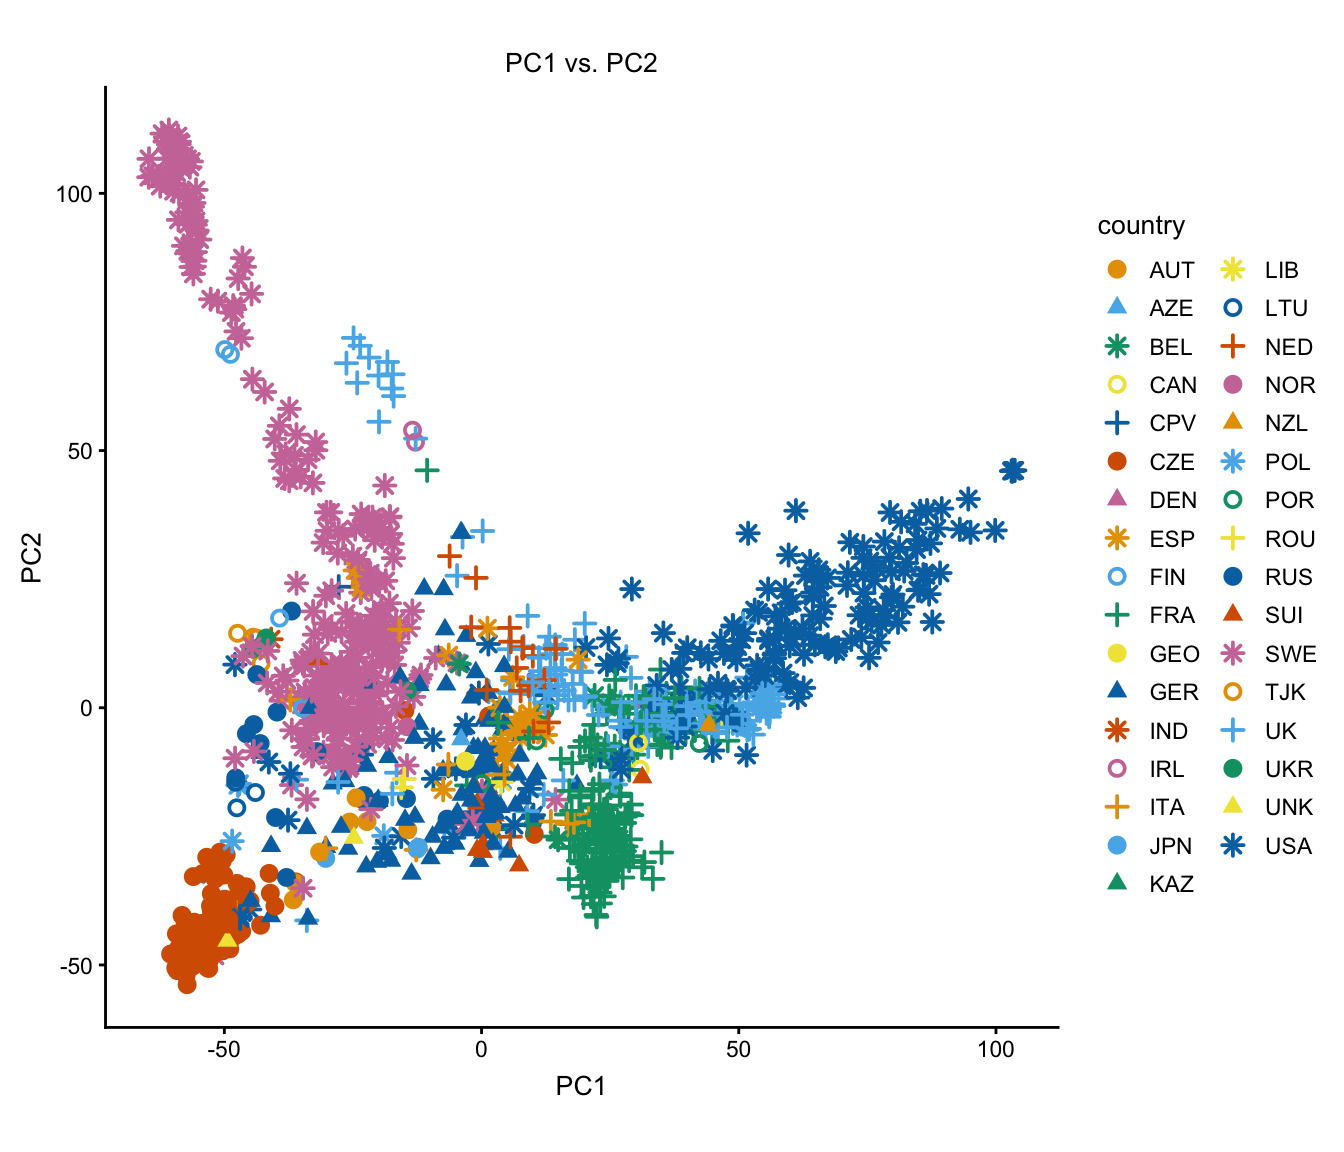 PC1 vs. PC2
PC2
100
50
0
-50
-50
0
50
100
PC1
country
AUT
AZE
BEL
CAN
CPV
CZE
DEN
ESP
FIN
FRA
GEO
GER
IND
IRL
ITA
JPN
KAZ
LIB
LTU
NED
NOR
NZL
POL
POR
ROU
RUS
SUI
SWE
TJK
UK
UKR
UNK
USA